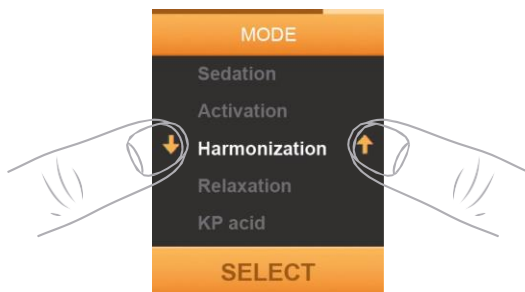 MODE
Sedation
Activation
Harmonization
Relaxation
KP acid
SELECT